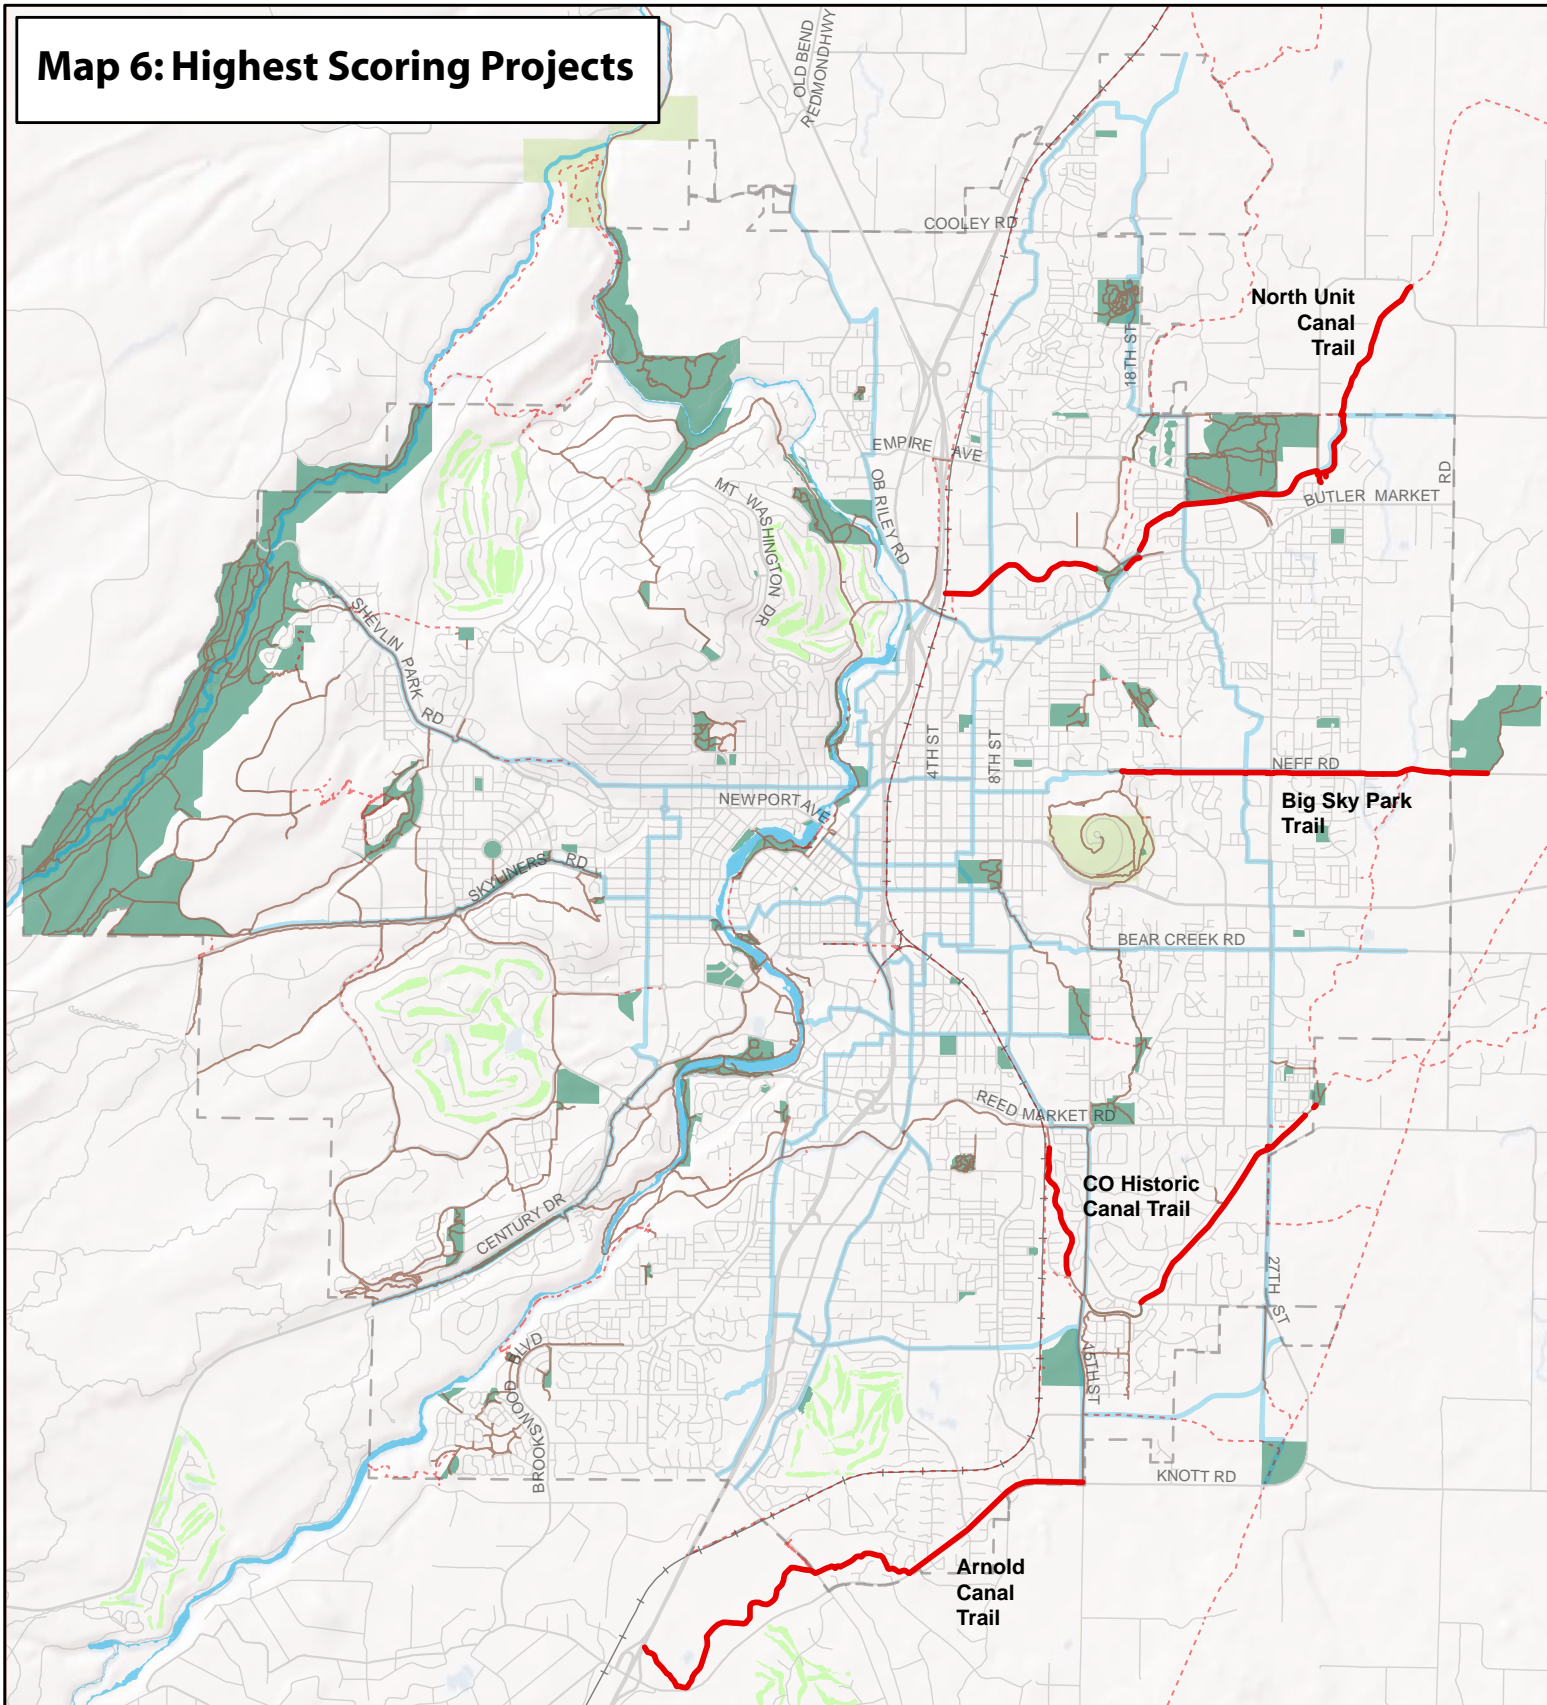 Map 6: Highest Scoring Projects
OLD BEND
REDMOND HWY
COOLEY RD
North Unit
Canal
Trail
18TH ST
EMPIRE AVE
OB RILEY RD
BUTLER MARKET RD
MT WASHINGTON DR
SHEVLIN PARK RD
4TH ST
8TH ST
NEFF RD
Big Sky Park
Trail
NEWPORT AVE
SKYLINERS RD
BEAR CREEK RD
REED MARKET RD
CO Historic
Canal Trail
CENTURY DR
27TH ST
15TH ST
BROOKSWOOD BLVD
KNOTT RD
Arnold
Canal
Trail